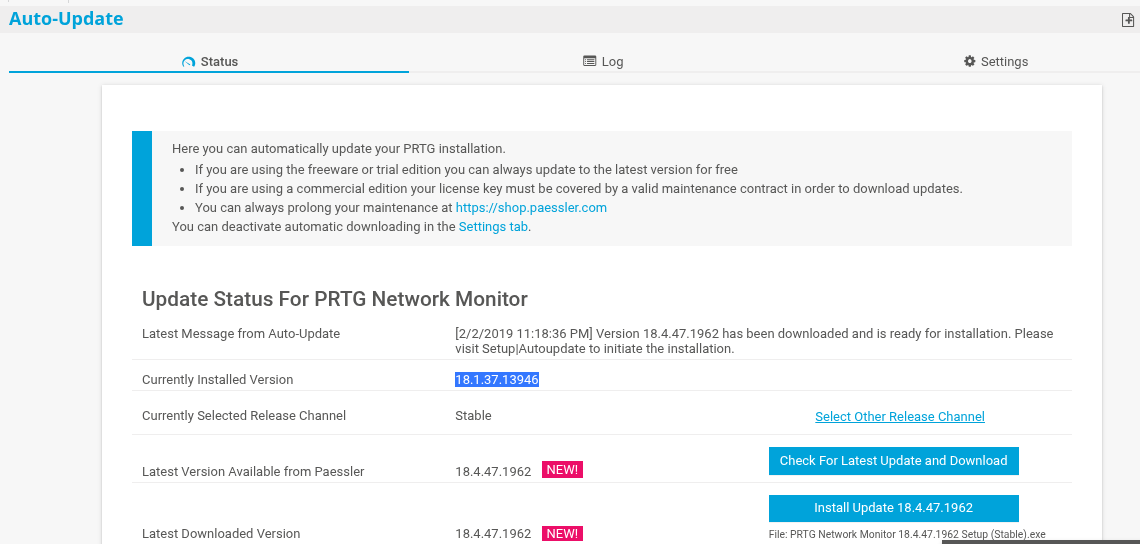 Auto-Update
Status
Log
Settings
Here you can automatically update your PRTG installation.
If you are using the freeware or trial edition you can always update to the latest version for free
If you are using a commercial edition your license key must be covered by a valid maintenance contract in order to download updates.
You can always prolong your maintenance at https://shop.paessler.com
You can deactivate automatic downloading in the Settings tab.
Update Status For PRTG Network Monitor
Latest Message from Auto-Update
[2/2/2019 11:18:36 PM] Version 18.4.47.1962 has been downloaded and is ready for installation. Please
visit Setup|Autoupdate to initiate the installation.
Currently Installed Version
18.1.37.13946
Currently Selected Release Channel
Stable
Select Other Release Channel
Latest Version Available from Paessler
18.4.47.1962 NEW!
Check For Latest Update and Download
Latest Downloaded Version
18.4.47.1962 NEW!
Install Update 18.4.47.1962
File: PRTG Network Monitor 18.4.47.1962 Setup (Stable).exe